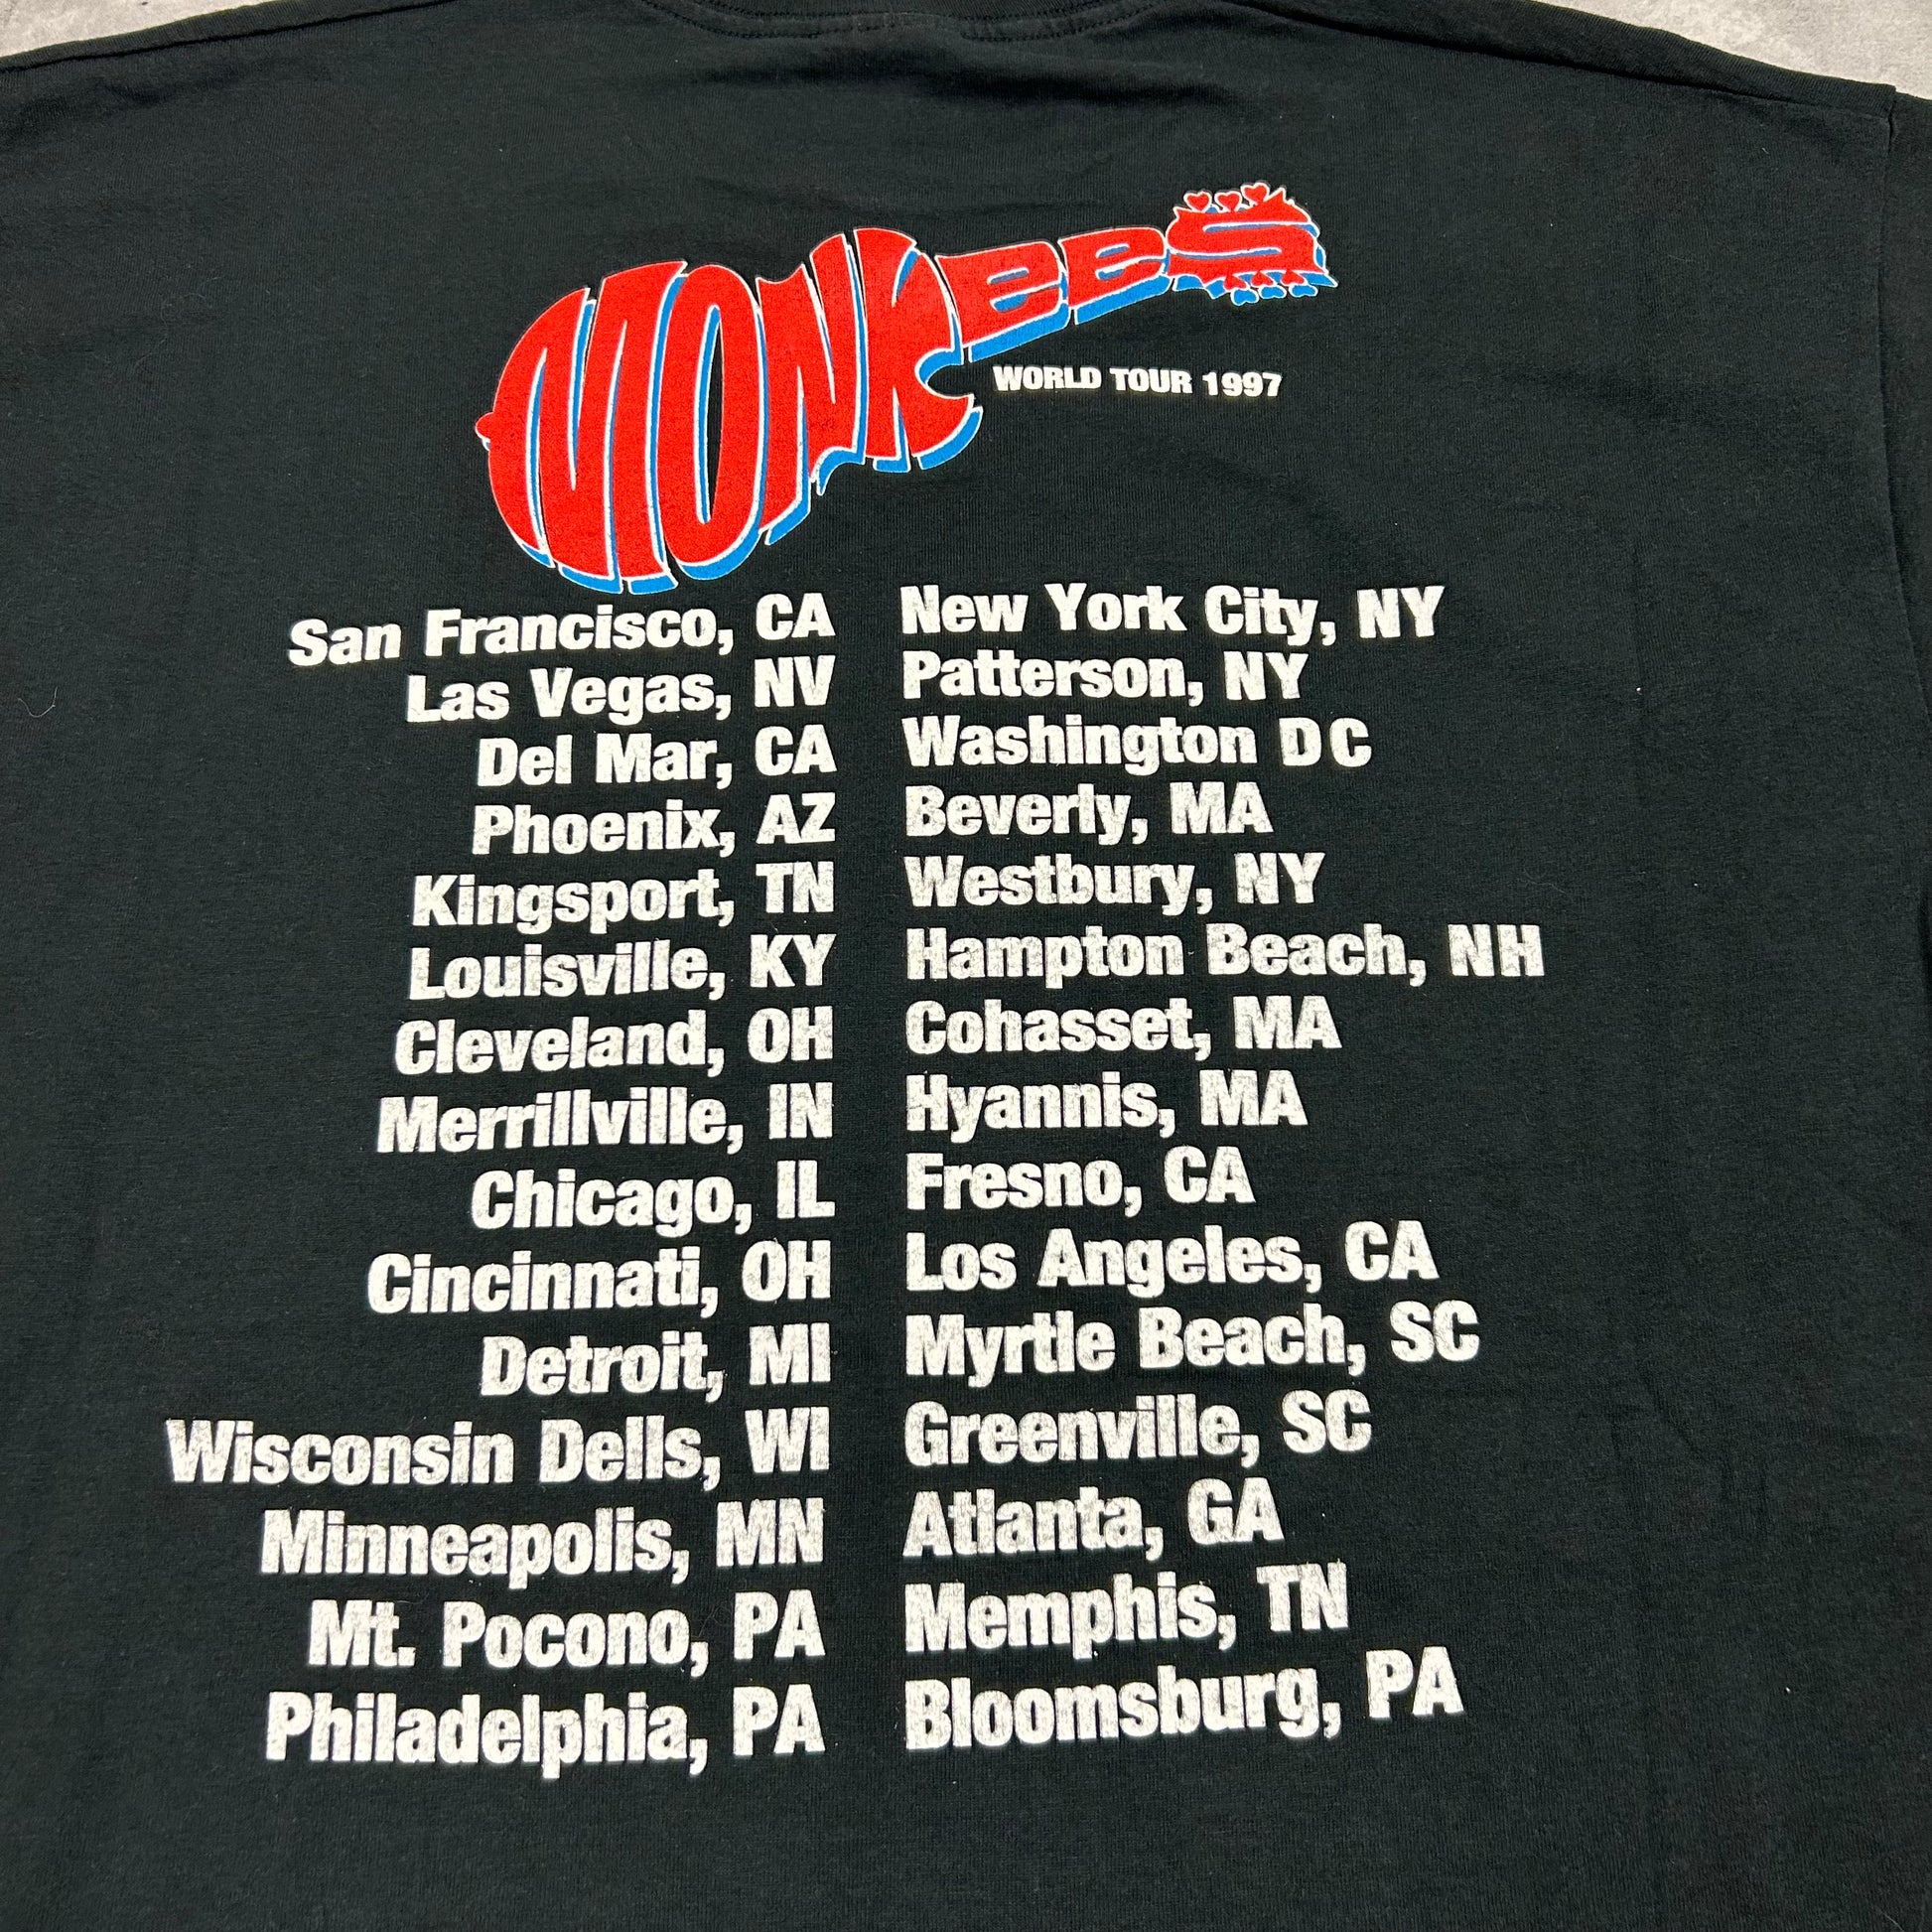 MONKEES
WORLD TOUR 1997
San Francisco, CA
Las Vegas, NV
Del Mar, CA
Phoenix, AZ
Kingsport, TN
Louisville, KY
Cleveland, OH
Merrillville, IN
Chicago, IL
Cincinnati, OH
Detroit, MI
Wisconsin Dells, WI
Minneapolis, MN
Mt. Pocono, PA
Philadelphia, PA
New York City, NY
Patterson, NY
Washington DC
Beverly, MA
Westbury, NY
Hampton Beach, NH
Cohasset, MA
Hyannis, MA
Fresno, CA
Los Angeles, CA
Myrtle Beach, SC
Greenville, SC
Atlanta, GA
Memphis, TN
Bloomsburg, PA